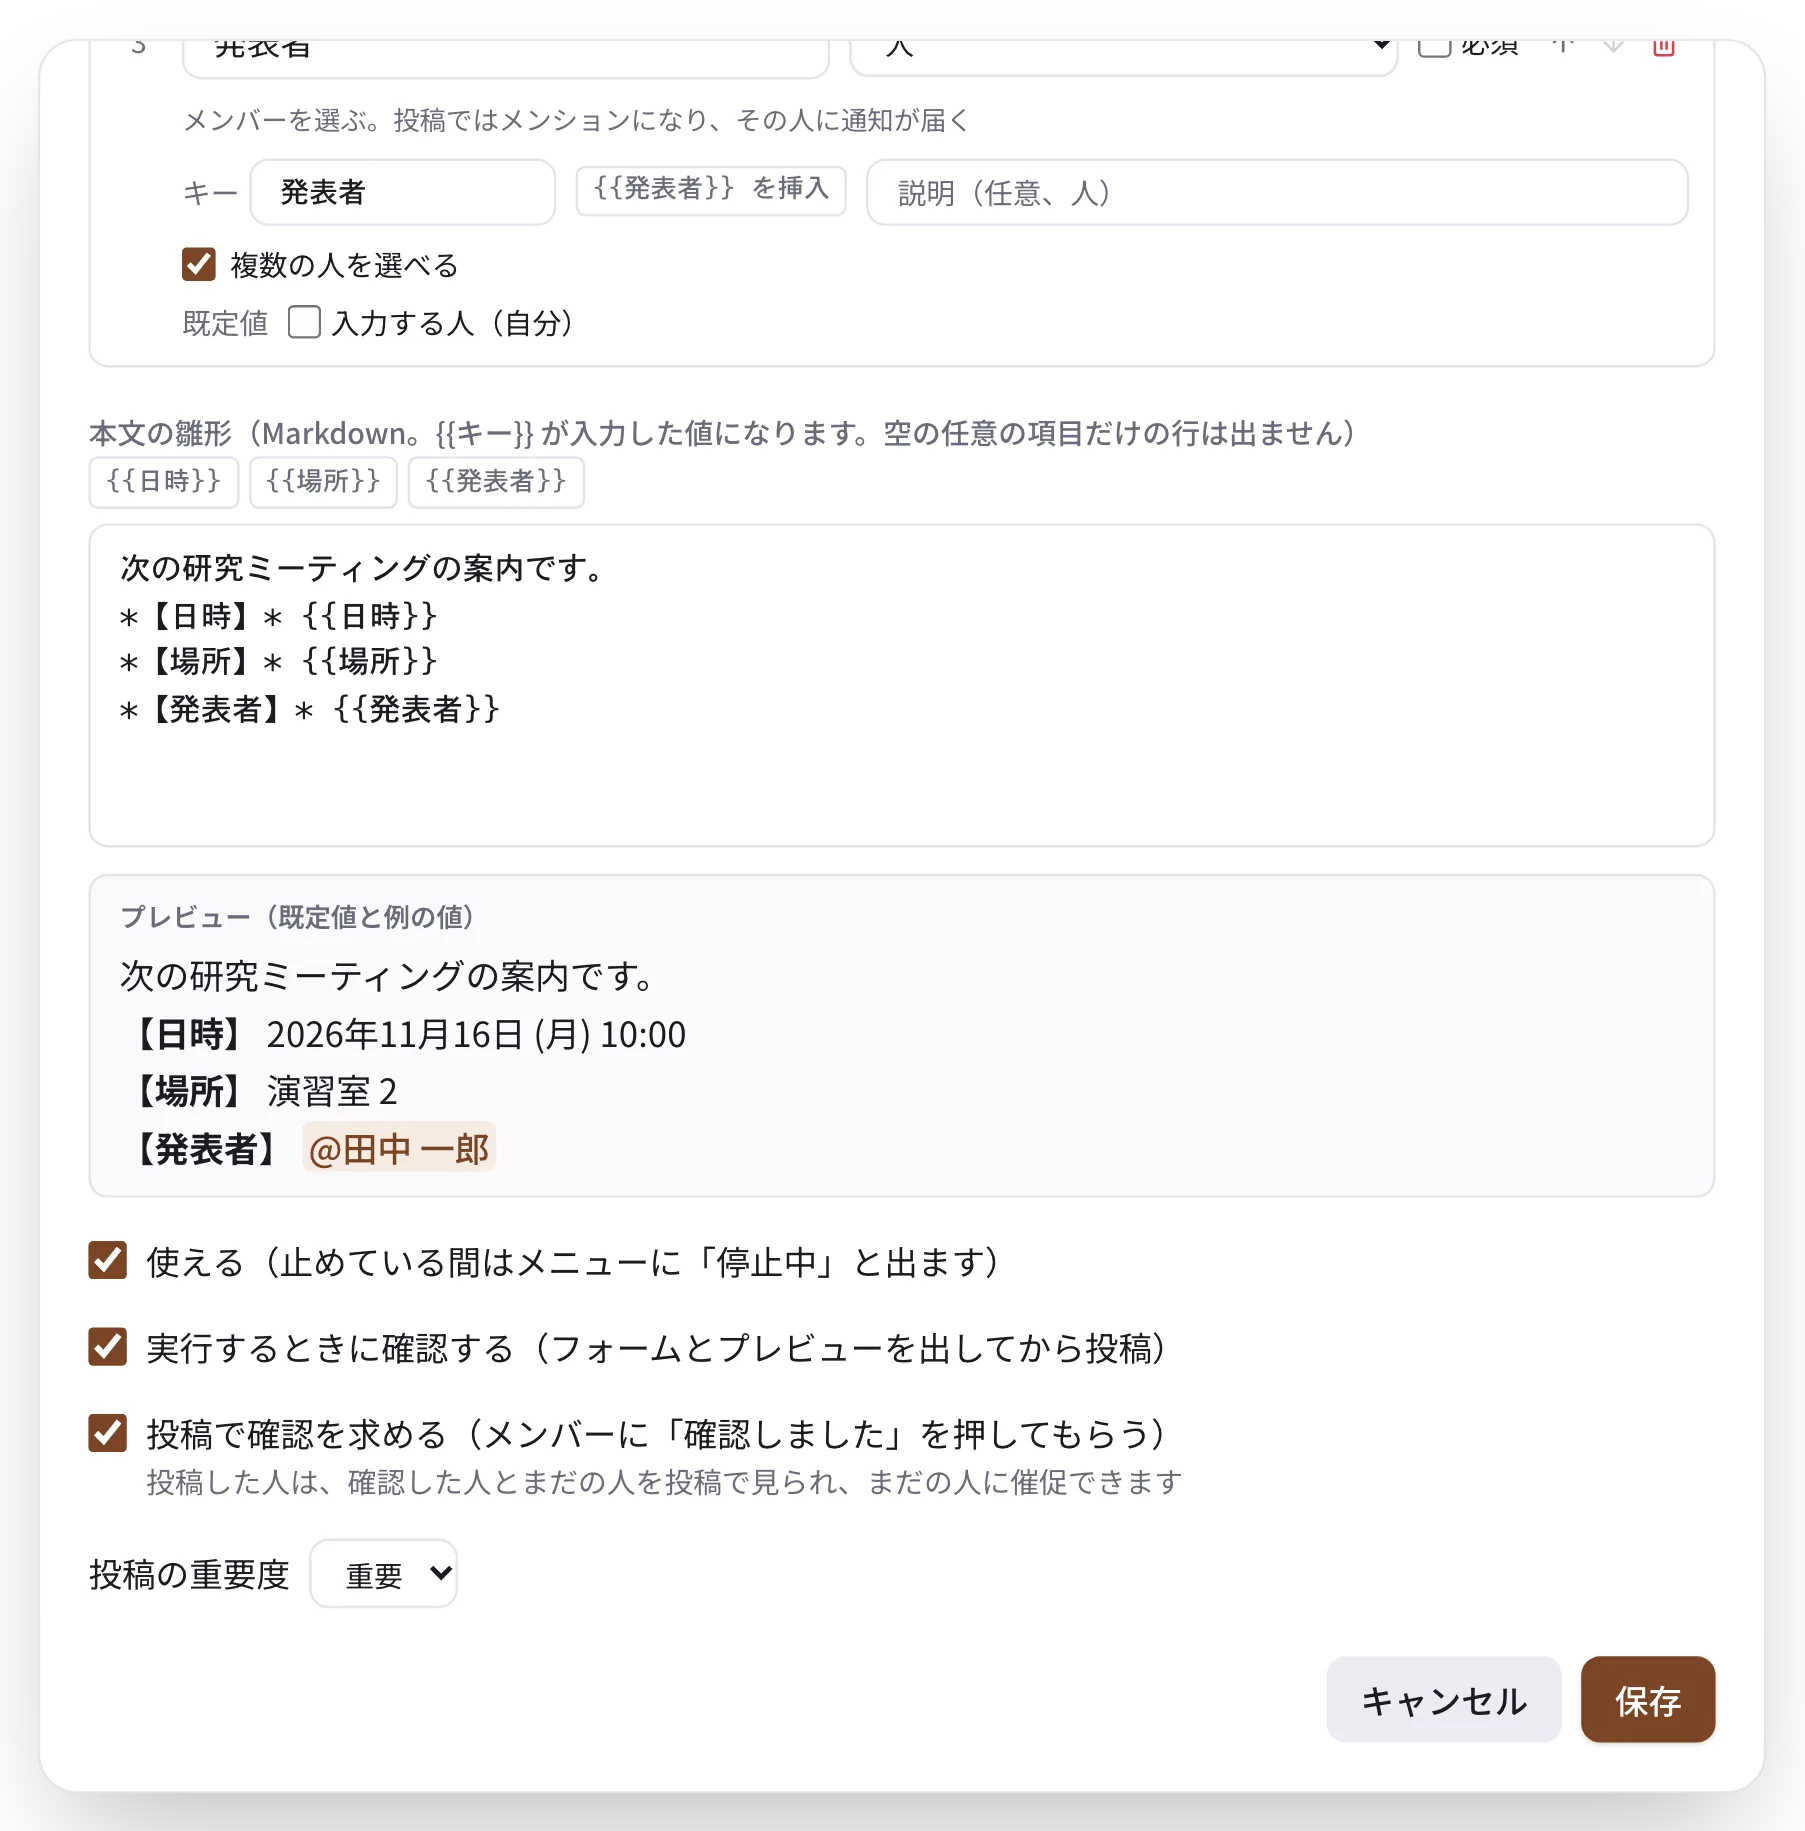 3 発表者 人 必須
メンバーを選ぶ。投稿ではメンションになり、その人に通知が届く
キー 発表者 {{発表者}} を挿入 説明（任意、人）
複数の人を選べる
既定値 入力する人（自分）
本文の雛形（Markdown。{{キー}} が入力した値になります。空の任意の項目だけの行は出ません）
{{日時}} {{場所}} {{発表者}}
次の研究ミーティングの案内です。
*【日時】* {{日時}}
*【場所】* {{場所}}
*【発表者】* {{発表者}}
プレビュー（既定値と例の値）
次の研究ミーティングの案内です。
【日時】 2026年11月16日 (月) 10:00
【場所】 演習室 2
【発表者】 @田中 一郎
使える（止めている間はメニューに「停止中」と出ます）
実行するときに確認する（フォームとプレビューを出してから投稿）
投稿で確認を求める（メンバーに「確認しました」を押してもらう）
投稿した人は、確認した人とまだの人を投稿で見られ、まだの人に催促できます
投稿の重要度 重要
キャンセル 保存